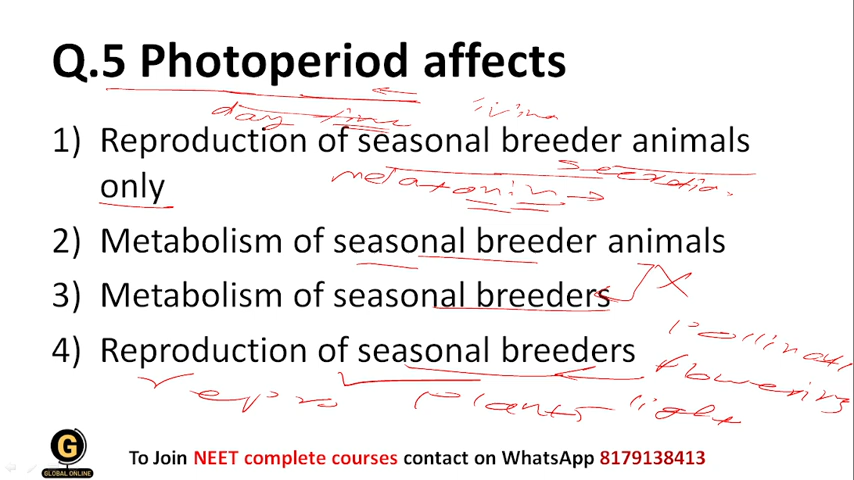 Q.5 Photoperiod affects
day time living
1) Reproduction of seasonal breeder animals
only
melatonin
2) Metabolism of seasonal breeder animals
3) Metabolism of seasonal breeders
4) Reproduction of seasonal breeders
flowering
repro plants light
G
GLOBAL ONLINE
To Join NEET complete courses contact on WhatsApp 8179138413